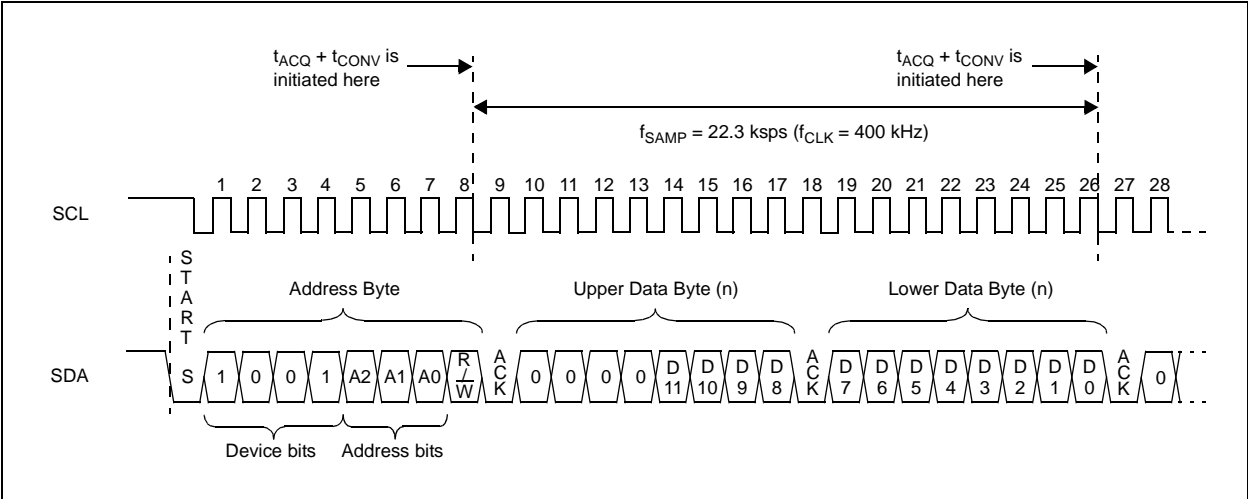 tACQ + tCONV is
initiated here
tACQ + tCONV is
initiated here
fSAMP = 22.3 ksps (fCLK = 400 kHz)
1 2 3 4 5 6 7 8 9 10 11 12 13 14 15 16 17 18 19 20 21 22 23 24 25 26 27 28
SCL
START
Address Byte
Upper Data Byte (n)
Lower Data Byte (n)
SDA
S 1 0 0 1 A2 A1 A0 R/W ACK 0 0 0 0 D11 D10 D9 D8 ACK D7 D6 D5 D4 D3 D2 D1 D0 ACK 0
Device bits
Address bits